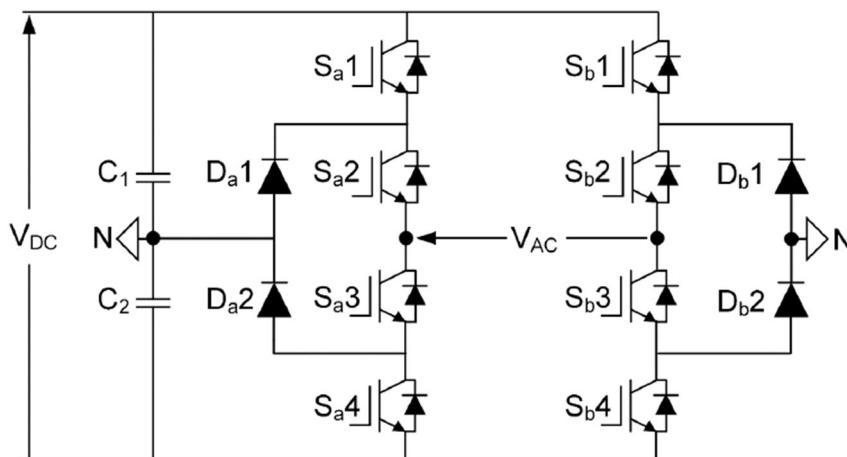 Sa1
Sb1
C1
Da1
Sa2
Sb2
Db1
VDC
N
VAC
N
C2
Da2
Sa3
Sb3
Db2
Sa4
Sb4